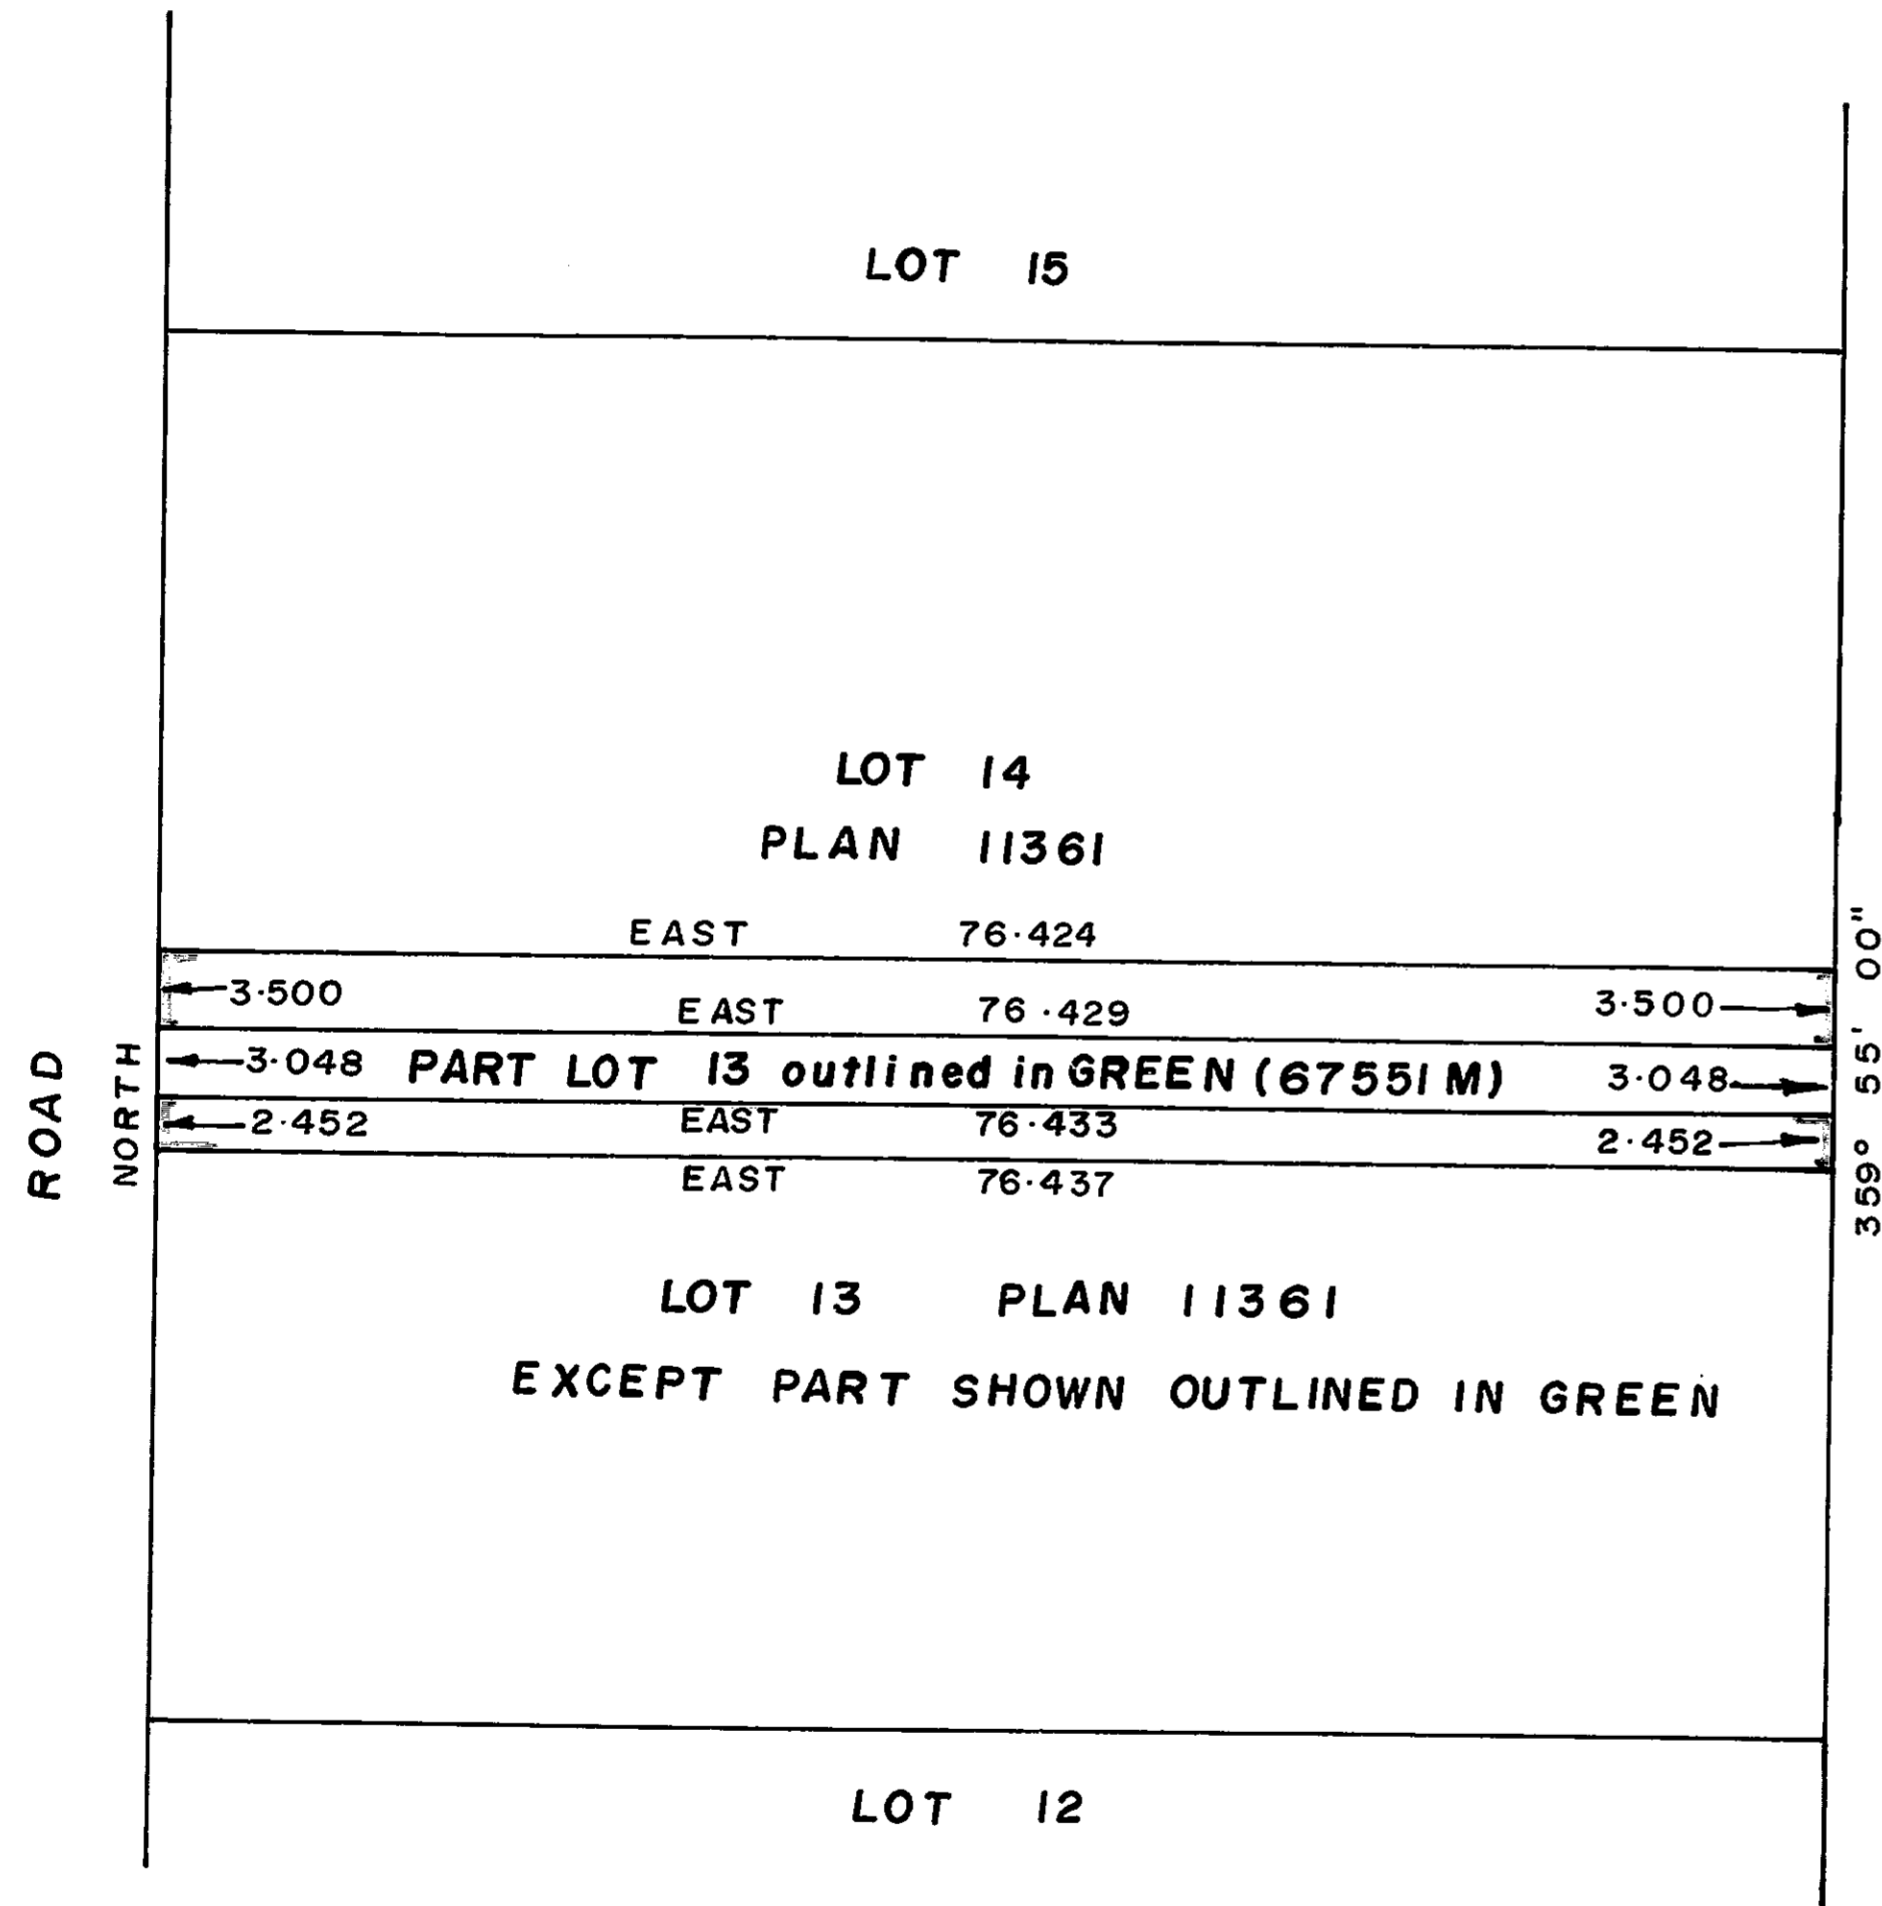 LOT 15
LOT 14
PLAN 11361
EAST 76·424
3·500 EAST 76·429 3·500
3·048 PART LOT 13 outlined in GREEN (67551M) 3·048
2·452 EAST 76·433 2·452
EAST 76·437
ROAD
NORTH
359° 55' 00"
LOT 13 PLAN 11361
EXCEPT PART SHOWN OUTLINED IN GREEN
LOT 12